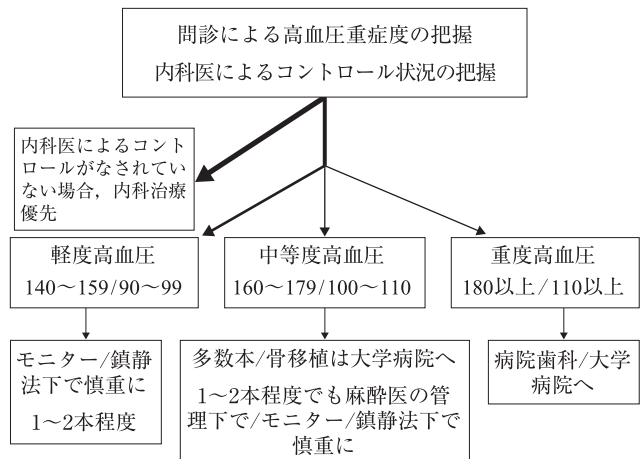 問診による高血圧重症度の把握
内科医によるコントロール状況の把握
内科医によるコント
ロールがなされてい
ない場合，内科治療
優先
軽度高血圧
140〜159/90〜99
中等度高血圧
160〜179/100〜110
重度高血圧
180以上/110以上
モニター/鎮静
法下で慎重に
1〜2本程度
多数本/骨移植は大学病院へ
1〜2本程度でも麻酔医の管
理下で/モニター/鎮静法下で
慎重に
病院歯科/大学
病院へ